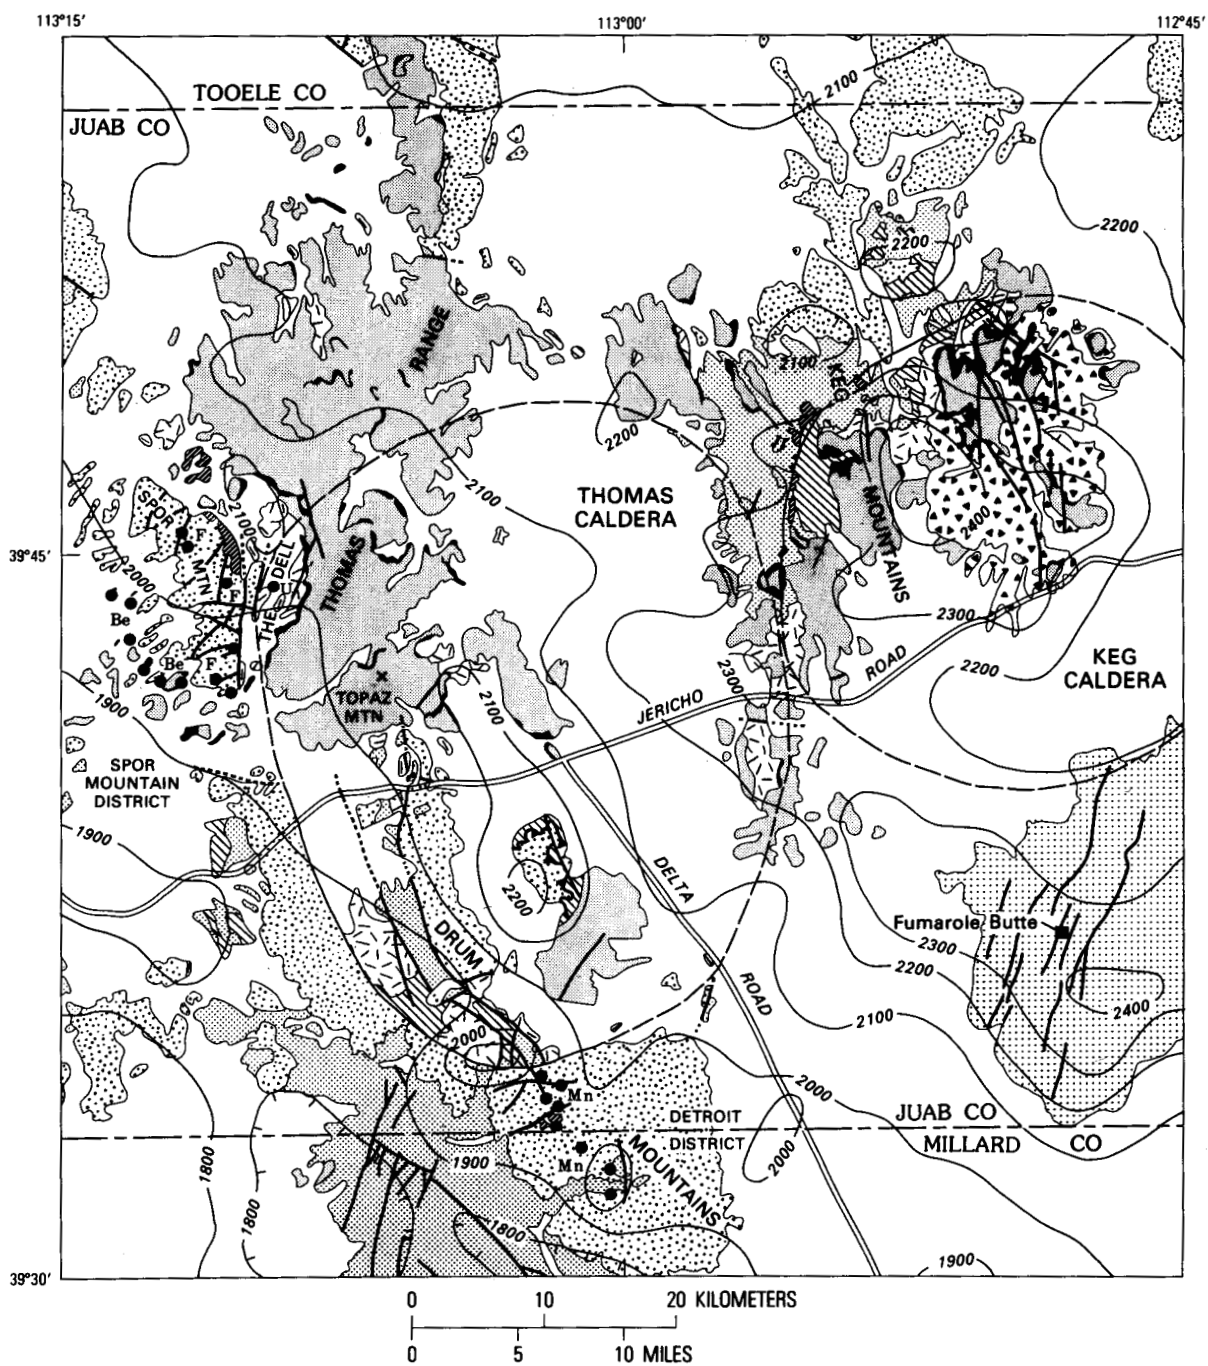 113°15'
113°00'
112°45'
TOOELE CO
JUAB CO
2100
2200
2200
RANGE
2100
KEG
2200
2100
THOMAS
CALDERA
2400
SPOR
MTN
F
2100
39°45'
2000
THE DELL
THOMAS
MOUNTAINS
Be
F
2300
Be
F
2300
ROAD
2200
KEG
CALDERA
1900
TOPAZ
MTN
2100
JERICHO
SPOR
MOUNTAIN
DISTRICT
1900
2200
DELTA
ROAD
DRUM
Fumarole Butte
2300
2200
2400
2100
2000
2000
Mn
DETROIT
DISTRICT
JUAB CO
MILLARD CO
1800
1900
Mn
MOUNTAINS
2000
1800
1800
1900
39°30'
0 10 20 KILOMETERS
0 5 10 MILES